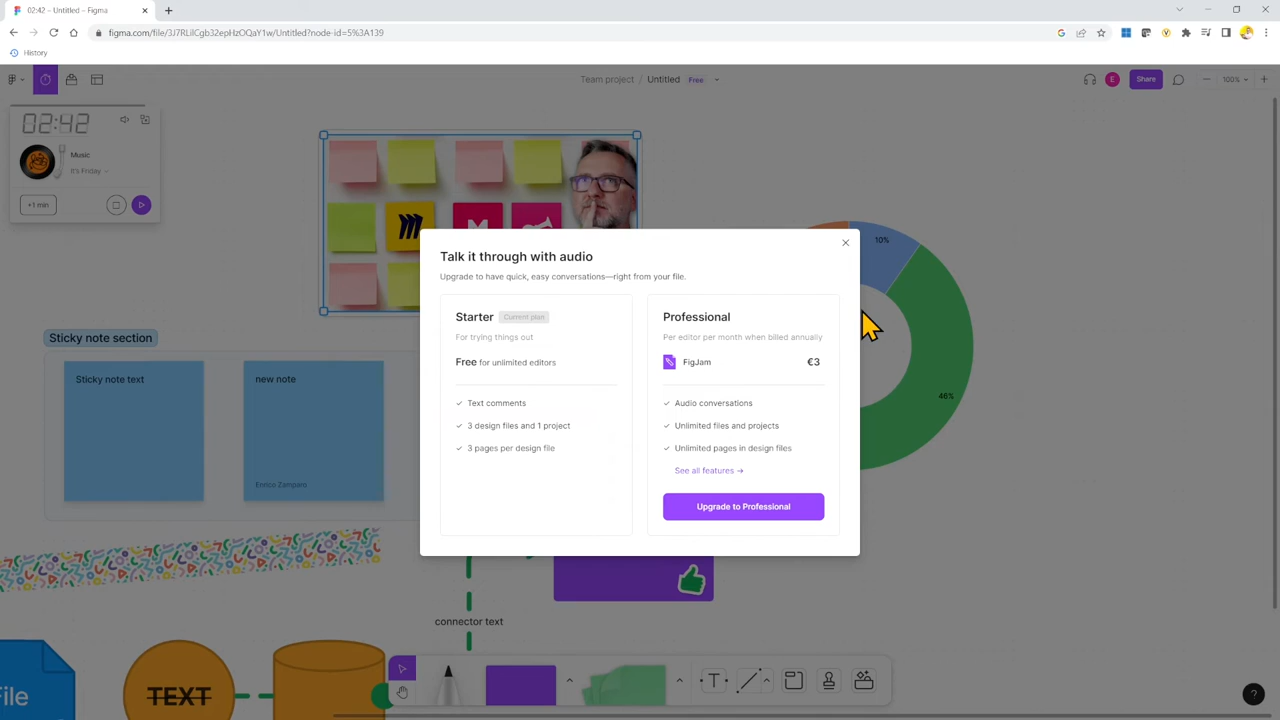 02:42 – Untitled – Figma
figma.com/file/3J7RLilCgb32epHzOQaY1w/Untitled?node-id=5%3A139
History
Team project / Untitled Free
E
Share
100%
02:42
Music
It's Friday
+1 min
10%
46%
Talk it through with audio
Upgrade to have quick, easy conversations—right from your file.
Starter Current plan
For trying things out
Free for unlimited editors
Text comments
3 design files and 1 project
3 pages per design file
Professional
Per editor per month when billed annually
FigJam €3
Audio conversations
Unlimited files and projects
Unlimited pages in design files
See all features →
Upgrade to Professional
Sticky note section
Sticky note text
new note
Enrico Zamparo
connector text
File
TEXT
T
?